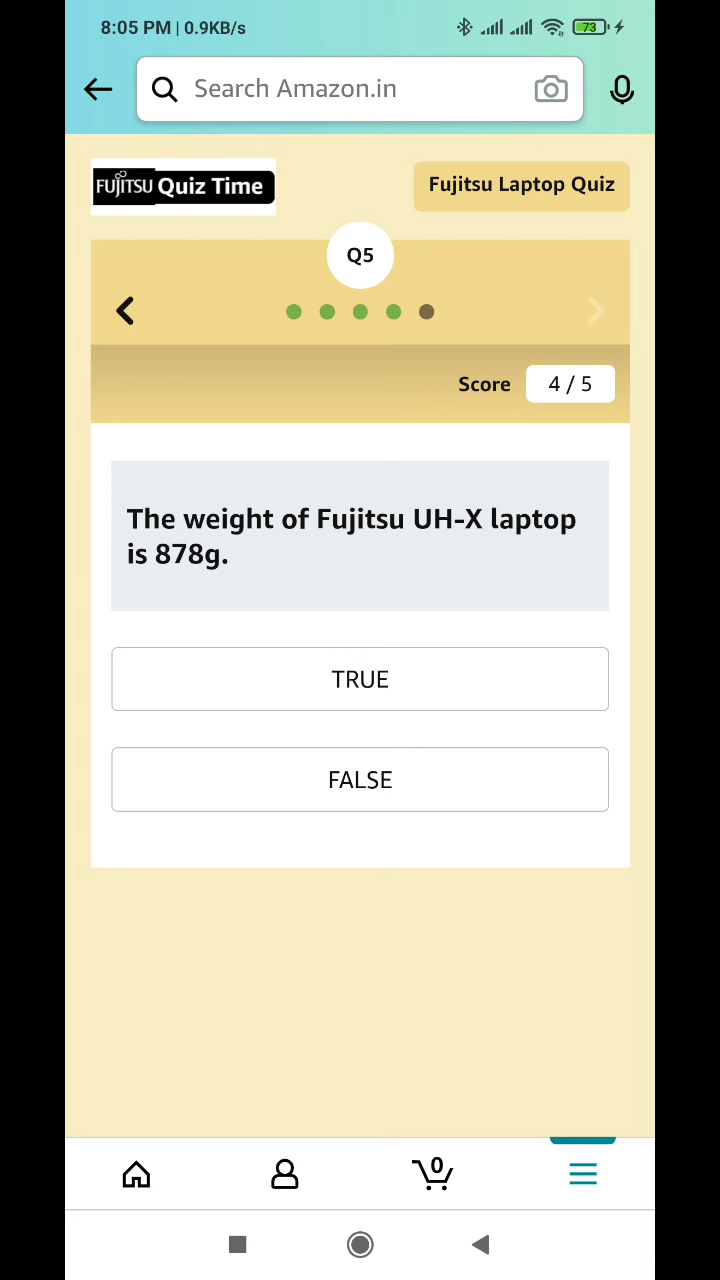 8:05 PM | 0.9KB/s
73
Search Amazon.in
FUJITSU Quiz Time
Fujitsu Laptop Quiz
Q5
Score 4 / 5
The weight of Fujitsu UH-X laptop
is 878g.
TRUE
FALSE
0